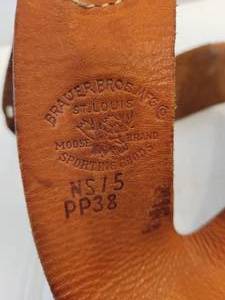 BRAUER BROS. MFG. CO.
ST. LOUIS
MOOSE BRAND
SPORTING GOODS
NS15
PP38